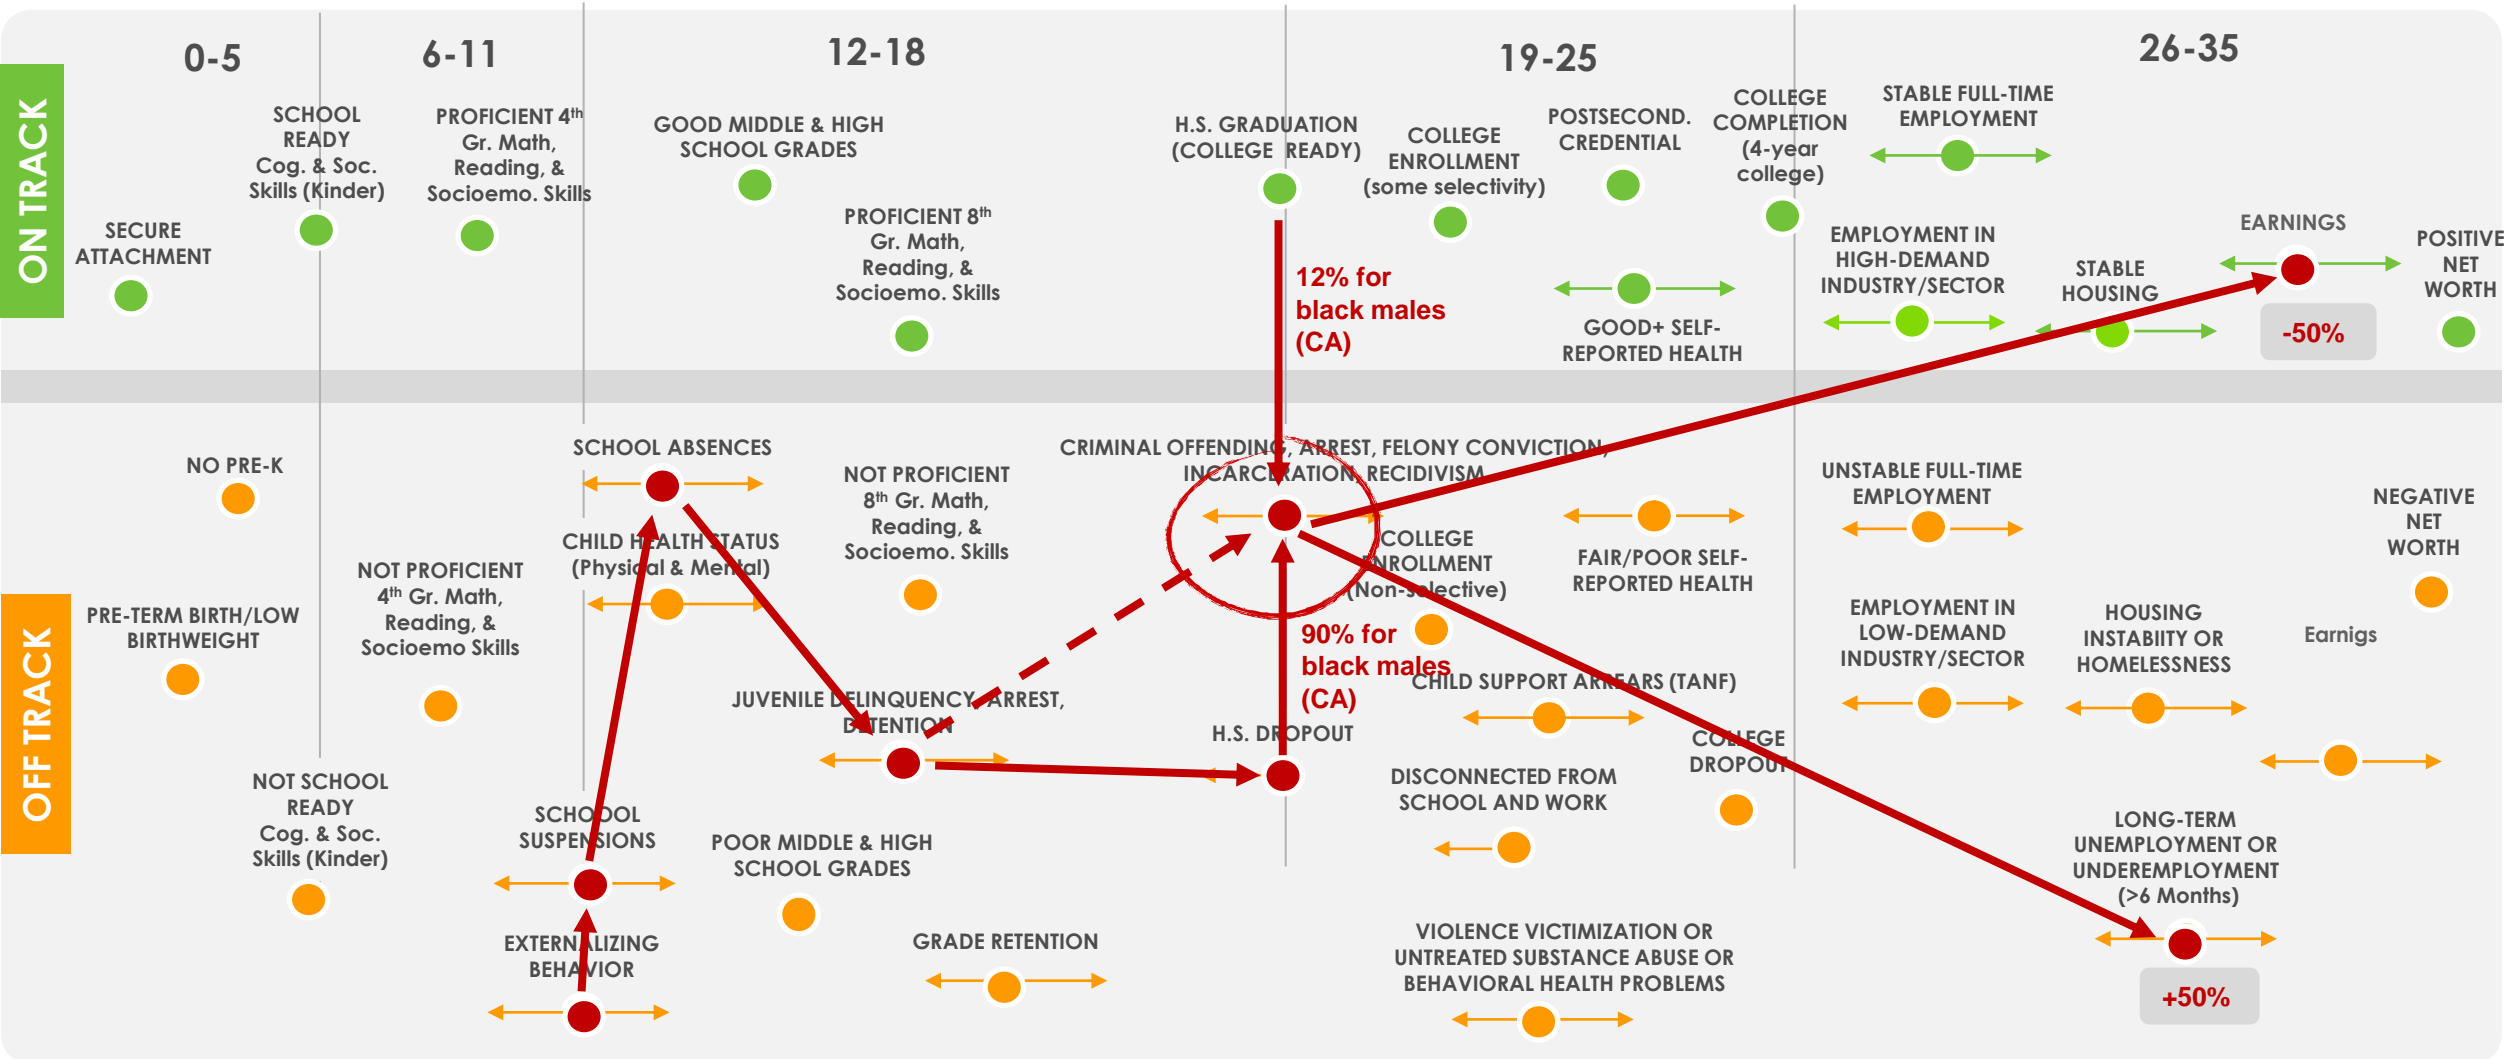 0-5
6-11
12-18
19-25
26-35
ON TRACK
SECURE
ATTACHMENT
SCHOOL
READY
Cog. & Soc.
Skills (Kinder)
PROFICIENT 4th
Gr. Math,
Reading, &
Socioemo. Skills
GOOD MIDDLE & HIGH
SCHOOL GRADES
PROFICIENT 8th
Gr. Math,
Reading, &
Socioemo. Skills
H.S. GRADUATION
(COLLEGE READY)
COLLEGE
ENROLLMENT
(some selectivity)
POSTSECOND.
CREDENTIAL
COLLEGE
COMPLETION
(4-year
college)
STABLE FULL-TIME
EMPLOYMENT
12% for
black males
(CA)
GOOD+ SELF-
REPORTED HEALTH
EMPLOYMENT IN
HIGH-DEMAND
INDUSTRY/SECTOR
STABLE
HOUSING
EARNINGS
-50%
POSITIVE
NET
WORTH
OFF TRACK
NO PRE-K
PRE-TERM BIRTH/LOW
BIRTHWEIGHT
NOT SCHOOL
READY
Cog. & Soc.
Skills (Kinder)
NOT PROFICIENT
4th Gr. Math,
Reading, &
Socioemo Skills
SCHOOL ABSENCES
CHILD HEALTH STATUS
(Physical & Mental)
SCHOOOL
SUSPENSIONS
EXTERNALIZING
BEHAVIOR
NOT PROFICIENT
8th Gr. Math,
Reading, &
Socioemo. Skills
JUVENILE DELINQUENCY, ARREST,
DETENTION
POOR MIDDLE & HIGH
SCHOOL GRADES
GRADE RETENTION
CRIMINAL OFFENDING, ARREST, FELONY CONVICTION,
INCARCERATION, RECIDIVISM
90% for
black males
(CA)
H.S. DROPOUT
COLLEGE
ENROLLMENT
(Non-selective)
FAIR/POOR SELF-
REPORTED HEALTH
CHILD SUPPORT ARREARS (TANF)
DISCONNECTED FROM
SCHOOL AND WORK
COLLEGE
DROPOUT
VIOLENCE VICTIMIZATION OR
UNTREATED SUBSTANCE ABUSE OR
BEHAVIORAL HEALTH PROBLEMS
UNSTABLE FULL-TIME
EMPLOYMENT
EMPLOYMENT IN
LOW-DEMAND
INDUSTRY/SECTOR
HOUSING
INSTABIITY OR
HOMELESSNESS
NEGATIVE
NET
WORTH
Earnigs
LONG-TERM
UNEMPLOYMENT OR
UNDEREMPLOYMENT
(>6 Months)
+50%